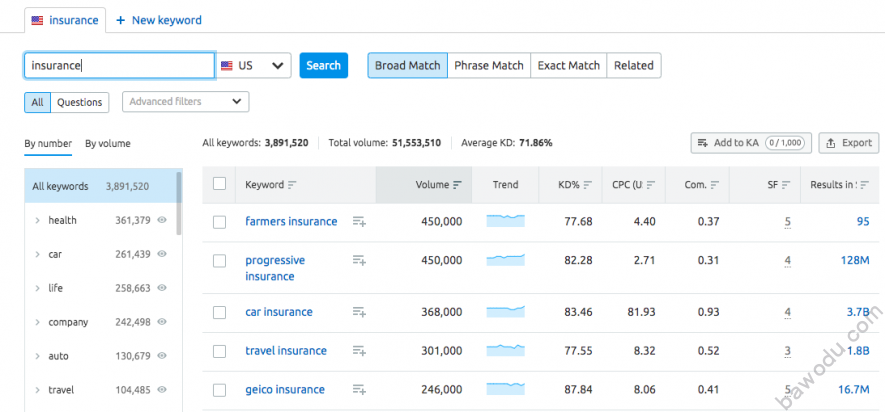 insurance + New keyword
insurance US Search Broad Match Phrase Match Exact Match Related
All Questions Advanced filters
By number By volume All keywords: 3,891,520 Total volume: 51,553,510 Average KD: 71.86% Add to KA 0 / 1,000 Export
All keywords 3,891,520 Keyword Volume Trend KD% CPC (U: Com. SF Results in S
health 361,379 farmers insurance 450,000 77.68 4.40 0.37 5 95
car 261,439 progressive 450,000 82.28 2.71 0.31 4 128M
insurance
life 258,663 car insurance 368,000 83.46 81.93 0.93 4 3.7B
company 242,498
auto 130,679 travel insurance 301,000 77.55 8.32 0.52 3 1.8B
travel 104,485 geico insurance 246,000 87.84 8.06 0.41 5 16.7M
bawodu.com